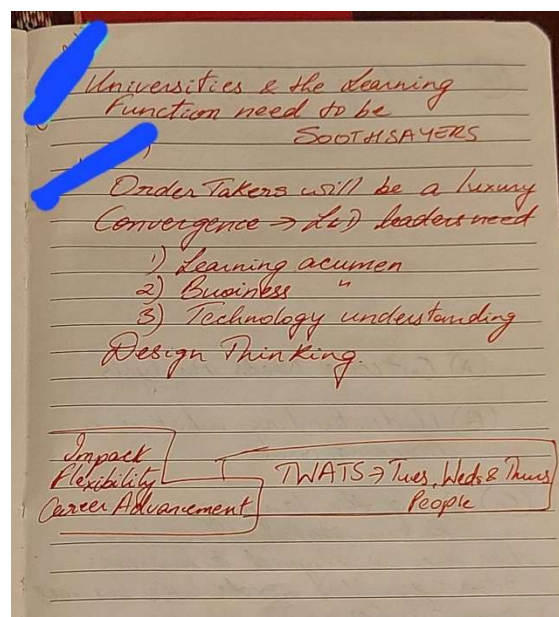 Universities & the Learning
Function need to be
SOOTHSAYERS
Order Takers will be a luxury
Convergence → L&D leaders need
1) Learning acumen
2) Business "
3) Technology understanding
Design Thinking.
Impact
Flexibility
Career Advancement
TWATS → Tues, Weds & Thurs
People